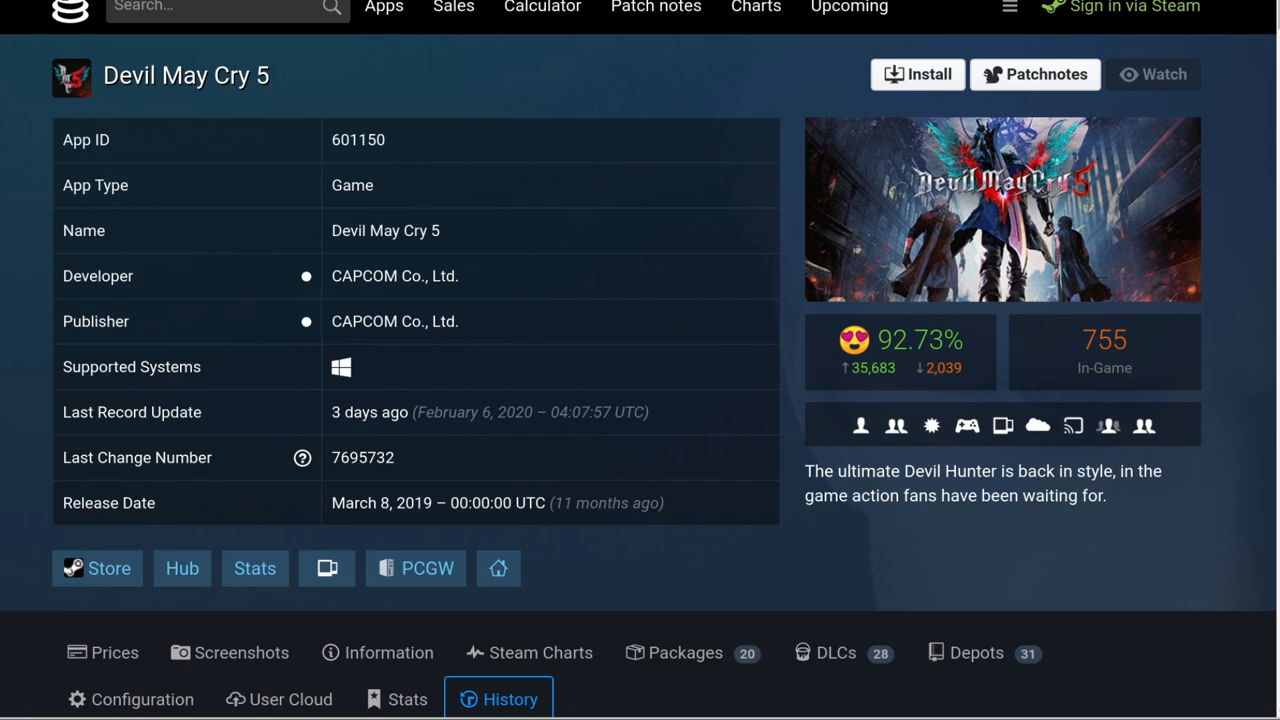 Search...
Apps
Sales
Calculator
Patch notes
Charts
Upcoming
Sign in via Steam
Devil May Cry 5
Install
Patchnotes
Watch
App ID 601150
App Type Game
Name Devil May Cry 5
Developer CAPCOM Co., Ltd.
Publisher CAPCOM Co., Ltd.
Supported Systems
Last Record Update 3 days ago (February 6, 2020 – 04:07:57 UTC)
Last Change Number 7695732
Release Date March 8, 2019 – 00:00:00 UTC (11 months ago)
Devil May Cry 5
92.73%
↑35,683 ↓2,039
755
In-Game
The ultimate Devil Hunter is back in style, in the
game action fans have been waiting for.
Store
Hub
Stats
PCGW
Prices
Screenshots
Information
Steam Charts
Packages 20
DLCs 28
Depots 31
Configuration
User Cloud
Stats
History